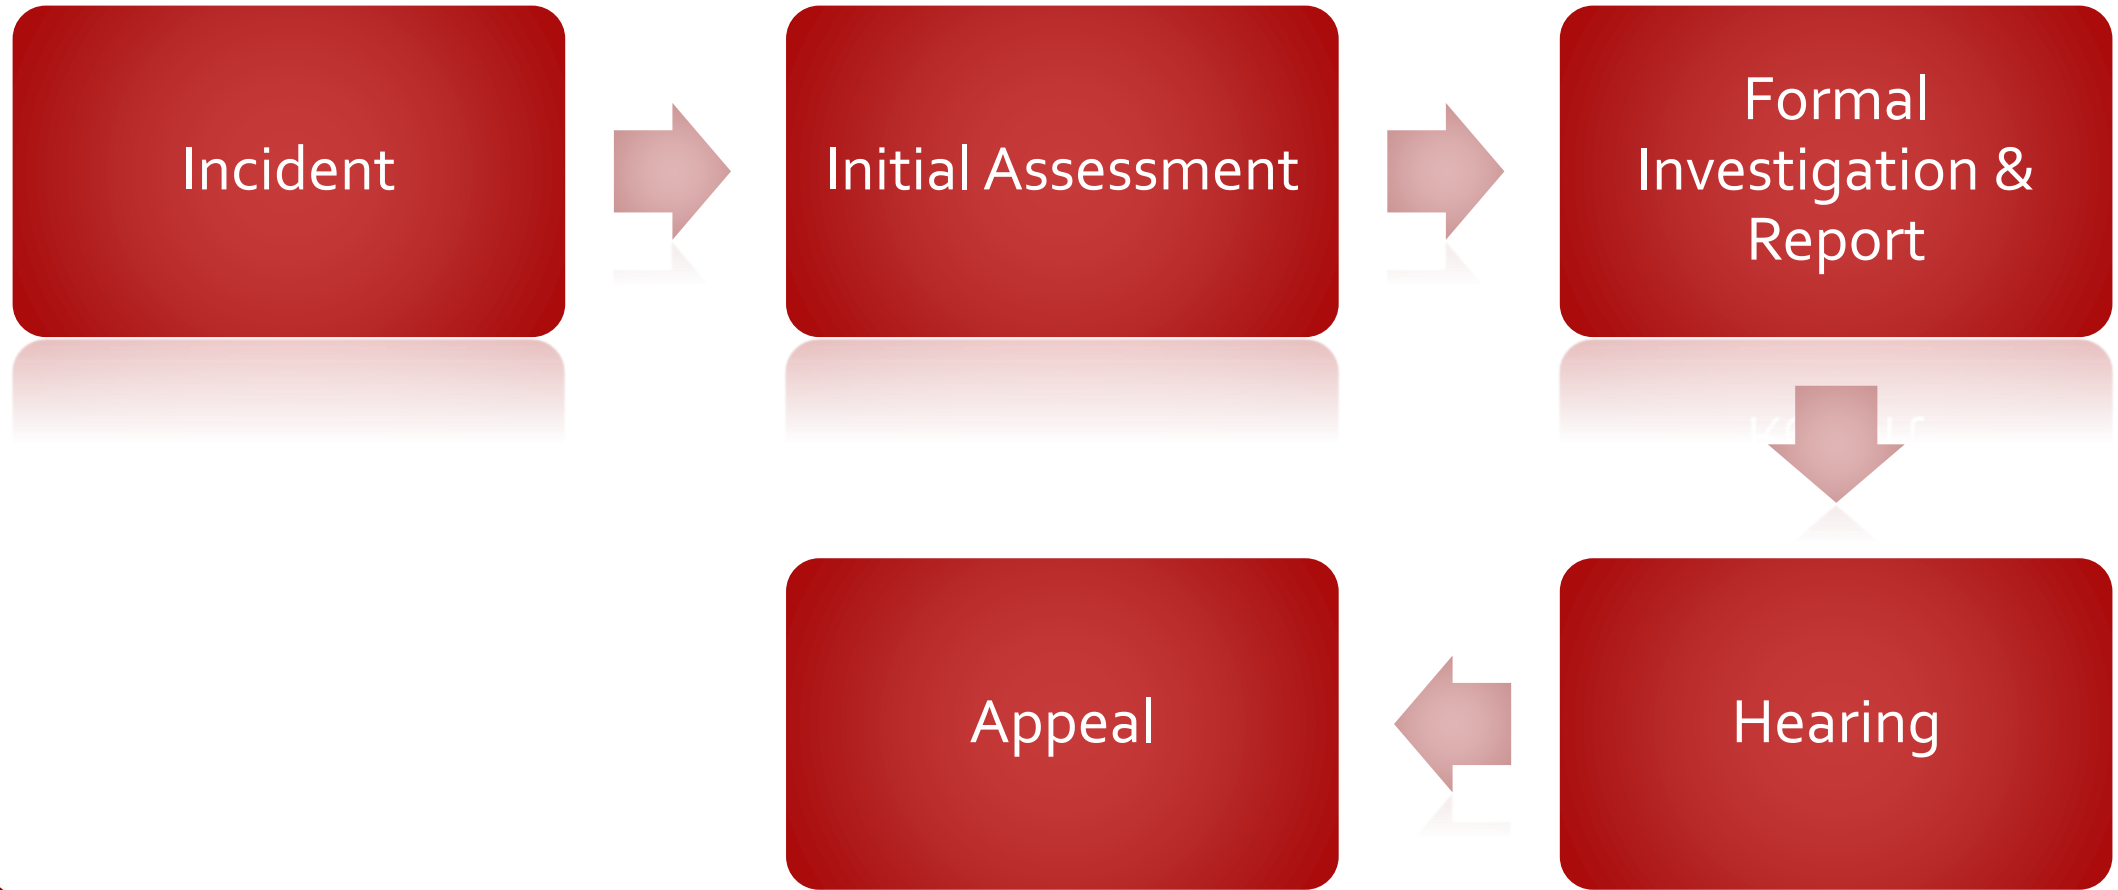 Incident
Initial Assessment
Formal
Investigation &
Report
Hearing
Appeal